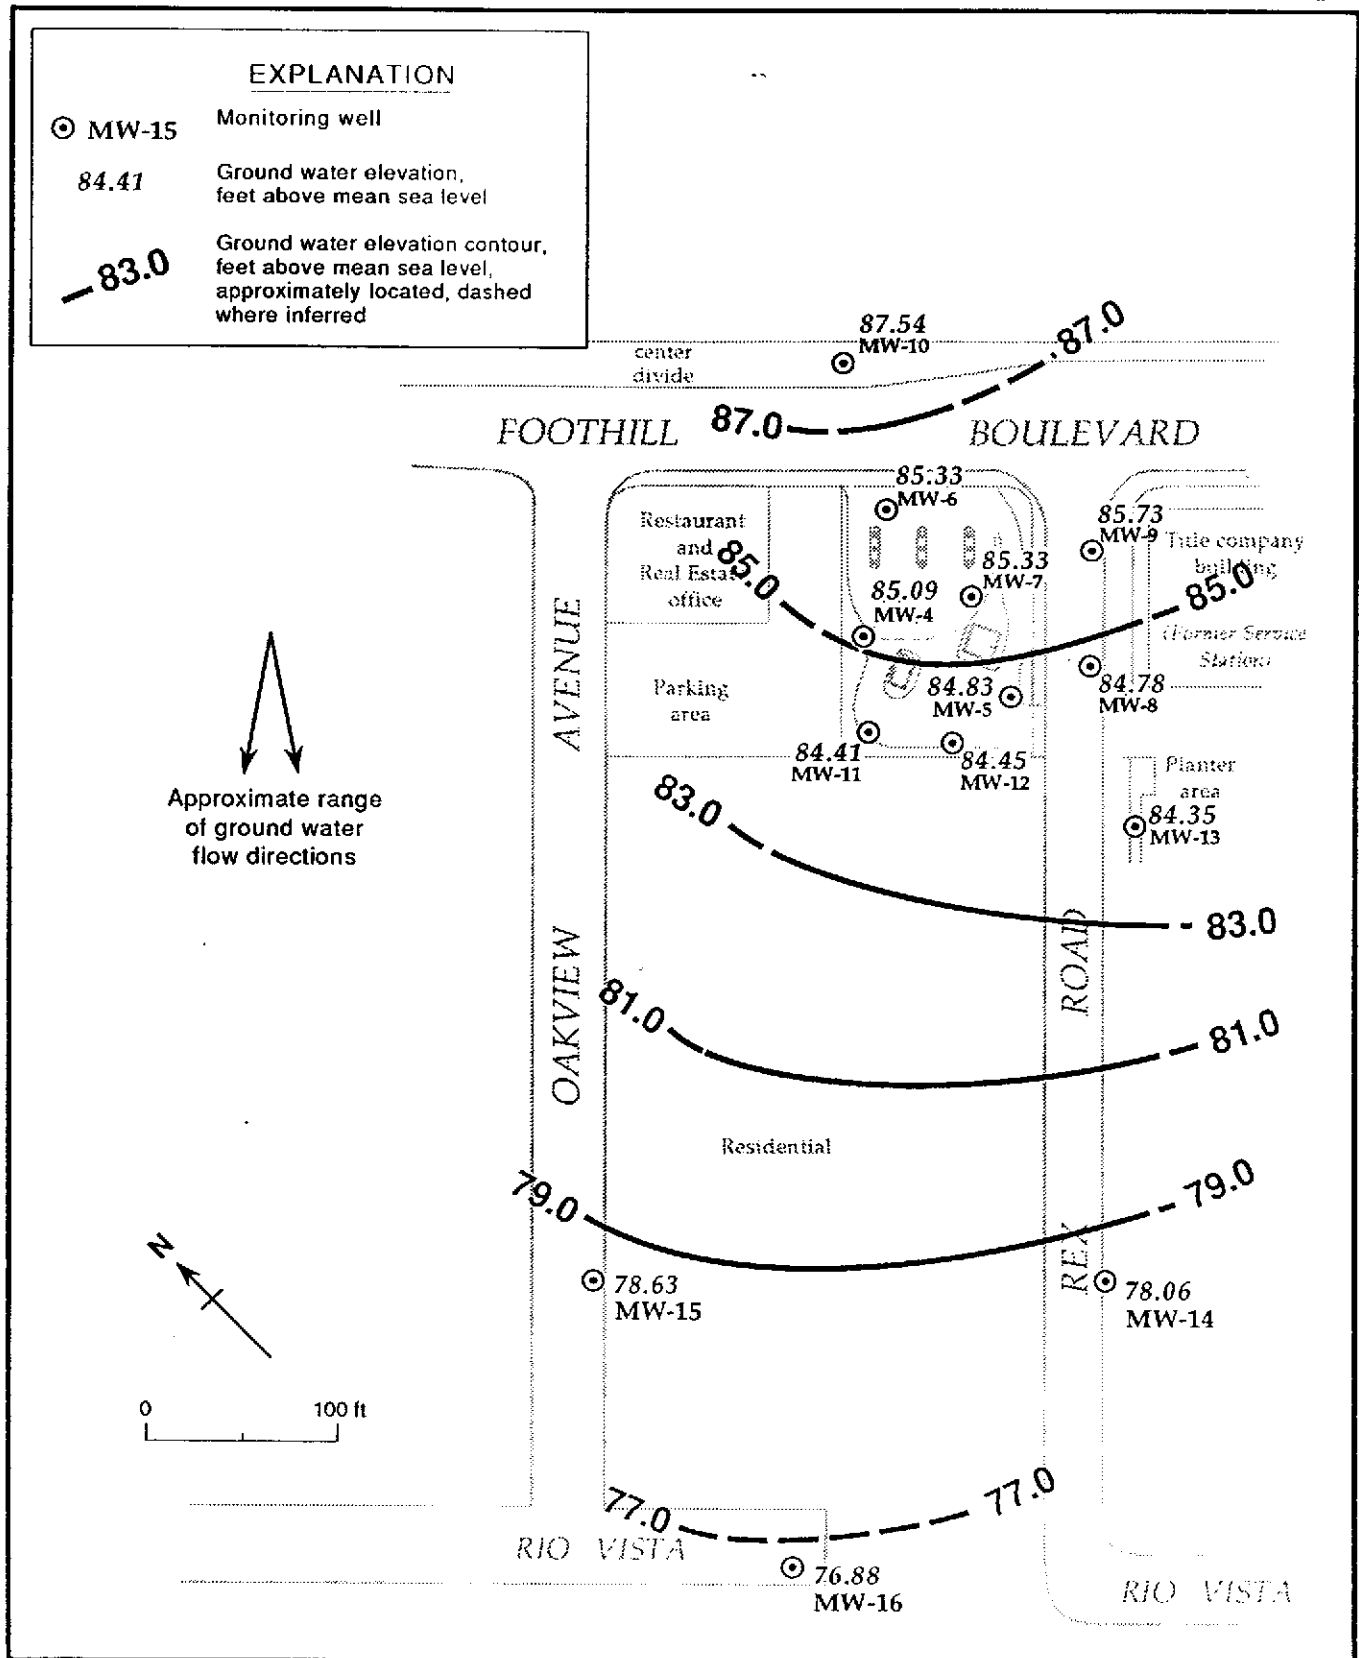 EXPLANATION
MW-15
Monitoring well
84.41
Ground water elevation,
feet above mean sea level
83.0
Ground water elevation contour,
feet above mean sea level,
approximately located, dashed
where inferred
87.54
MW-10
87.0
center
divide
87.0
FOOTHILL
BOULEVARD
85.33
MW-6
85.73
MW-9
Restaurant
and
Real Estate
office
Title company
building
85.33
MW-7
85.0
85.0
85.09
MW-4
(Former Service
Station)
AVENUE
Parking
area
84.83
MW-5
84.78
MW-8
84.41
MW-11
84.45
MW-12
Planter
area
83.0
84.35
MW-13
Approximate range
of ground water
flow directions
83.0
OAKVIEW
ROAD
81.0
81.0
Residential
79.0
79.0
N
REX
78.63
MW-15
78.06
MW-14
0
100 ft
77.0
77.0
RIO VISTA
76.88
MW-16
RIO VISTA